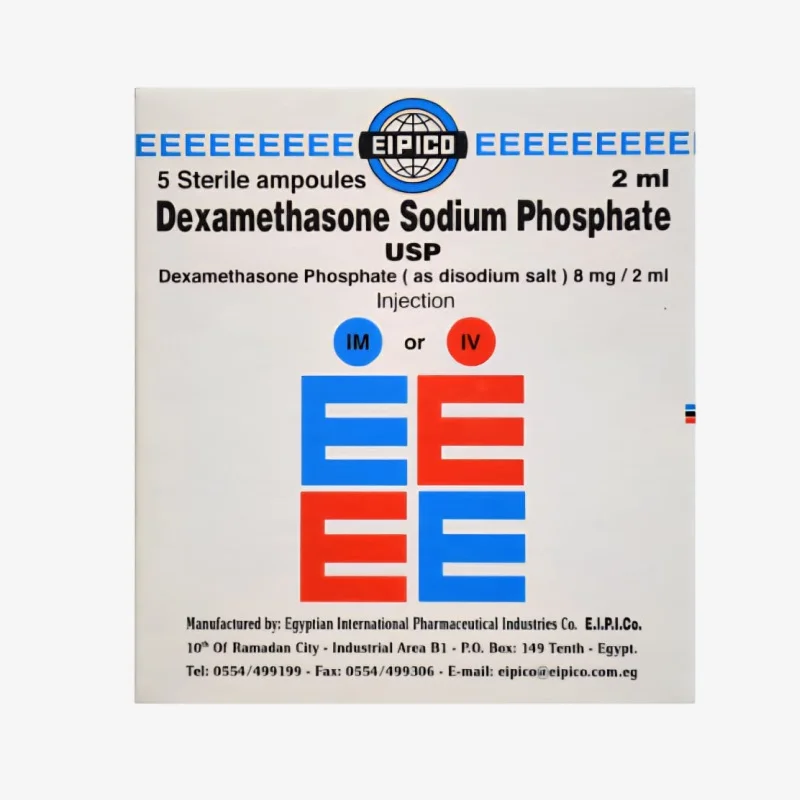 EEEEEEEEEE EIPICO EEEEEEEEEE
5 Sterile ampoules 2 ml
Dexamethasone Sodium Phosphate
USP
Dexamethasone Phosphate ( as disodium salt ) 8 mg / 2 ml
Injection
IM or IV
E E
E E
Manufactured by: Egyptian International Pharmaceutical Industries Co. E.I.P.I.Co.
10th Of Ramadan City - Industrial Area B1 - P.O. Box: 149 Tenth - Egypt.
Tel: 0554/499199 - Fax: 0554/499306 - E-mail: eipico@eipico.com.eg